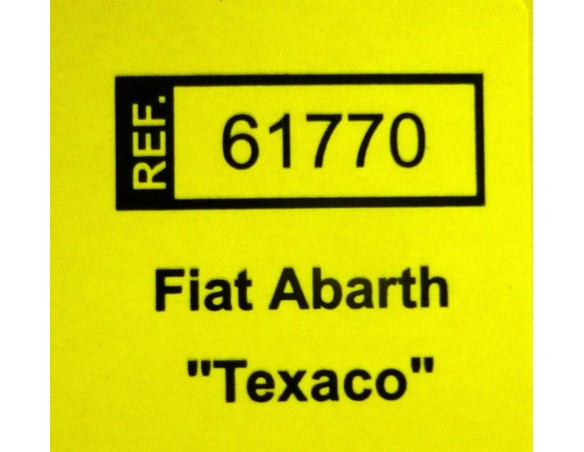 REF. 61770
Fiat Abarth
"Texaco"